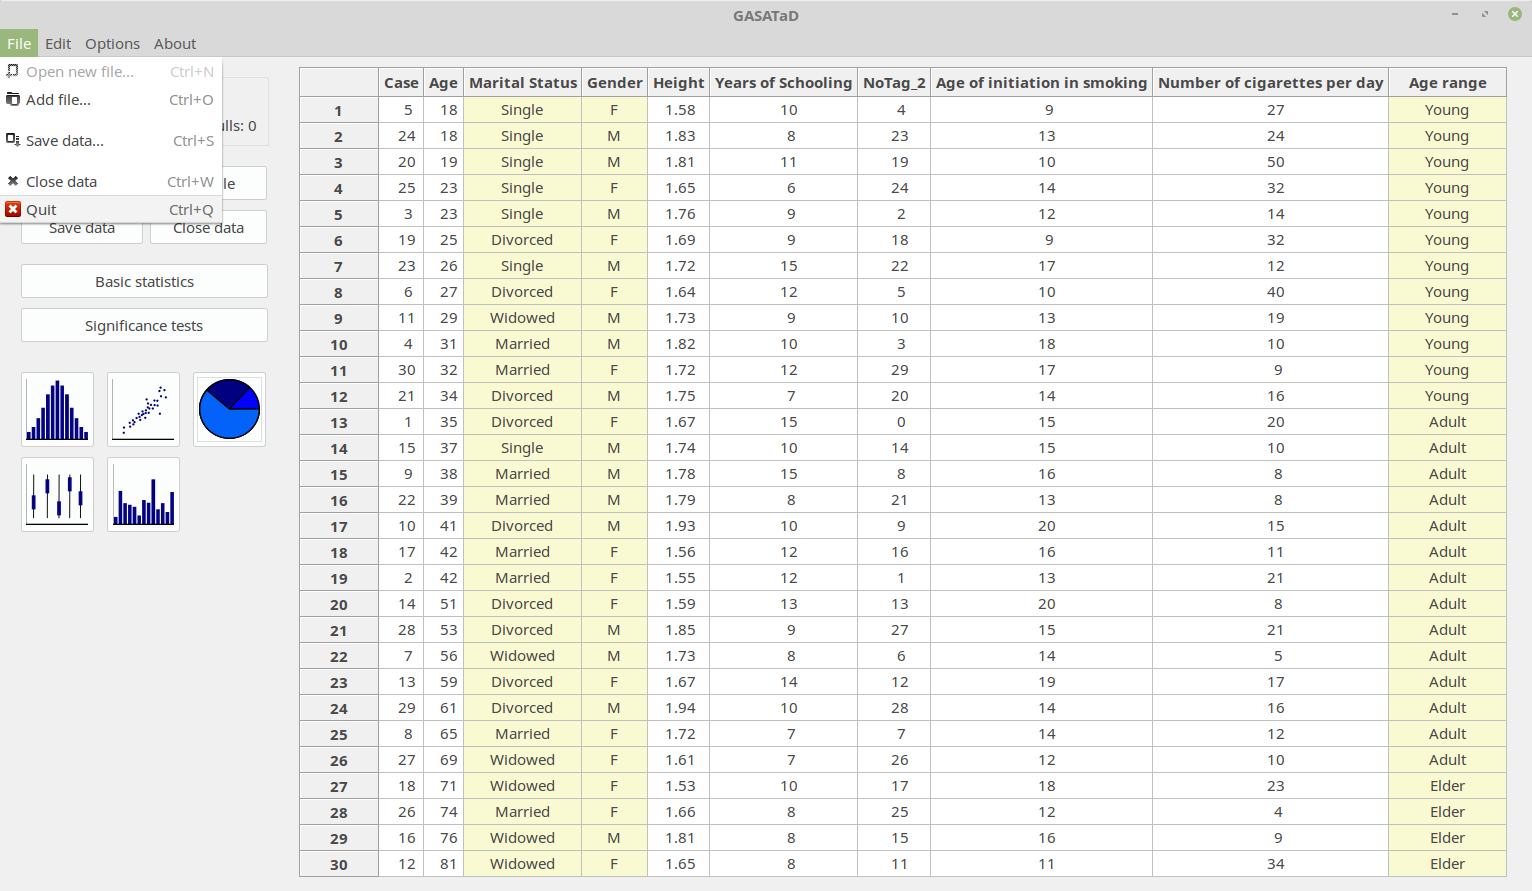 GASATaD
File Edit Options About
Open new file... Ctrl+N
Add file... Ctrl+O
Save data... Ctrl+S
Close data Ctrl+W
Quit Ctrl+Q
ulls: 0
le
Save data Close data
Basic statistics
Significance tests
Case Age Marital Status Gender Height Years of Schooling NoTag_2 Age of initiation in smoking Number of cigarettes per day Age range
1 5 18 Single F 1.58 10 4 9 27 Young
2 24 18 Single M 1.83 8 23 13 24 Young
3 20 19 Single M 1.81 11 19 10 50 Young
4 25 23 Single F 1.65 6 24 14 32 Young
5 3 23 Single M 1.76 9 2 12 14 Young
6 19 25 Divorced F 1.69 9 18 9 32 Young
7 23 26 Single M 1.72 15 22 17 12 Young
8 6 27 Divorced F 1.64 12 5 10 40 Young
9 11 29 Widowed M 1.73 9 10 13 19 Young
10 4 31 Married M 1.82 10 3 18 10 Young
11 30 32 Married F 1.72 12 29 17 9 Young
12 21 34 Divorced M 1.75 7 20 14 16 Young
13 1 35 Divorced F 1.67 15 0 15 20 Adult
14 15 37 Single M 1.74 10 14 15 10 Adult
15 9 38 Married M 1.78 15 8 16 8 Adult
16 22 39 Married M 1.79 8 21 13 8 Adult
17 10 41 Divorced M 1.93 10 9 20 15 Adult
18 17 42 Married F 1.56 12 16 16 11 Adult
19 2 42 Married F 1.55 12 1 13 21 Adult
20 14 51 Divorced F 1.59 13 13 20 8 Adult
21 28 53 Divorced M 1.85 9 27 15 21 Adult
22 7 56 Widowed M 1.73 8 6 14 5 Adult
23 13 59 Divorced F 1.67 14 12 19 17 Adult
24 29 61 Divorced M 1.94 10 28 14 16 Adult
25 8 65 Married F 1.72 7 7 14 12 Adult
26 27 69 Widowed F 1.61 7 26 12 10 Adult
27 18 71 Widowed F 1.53 10 17 18 23 Elder
28 26 74 Married F 1.66 8 25 12 4 Elder
29 16 76 Widowed M 1.81 8 15 16 9 Elder
30 12 81 Widowed F 1.65 8 11 11 34 Elder